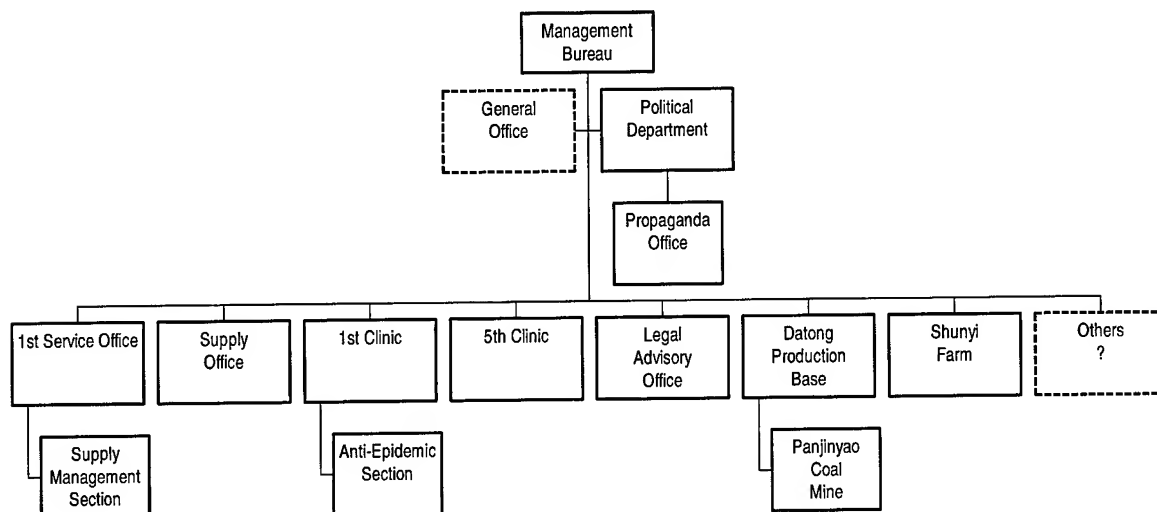 Management
Bureau
General
Office
Political
Department
Propaganda
Office
1st Service Office
Supply
Office
1st Clinic
5th Clinic
Legal
Advisory
Office
Datong
Production
Base
Shunyi
Farm
Others
?
Supply
Management
Section
Anti-Epidemic
Section
Panjinyao
Coal
Mine